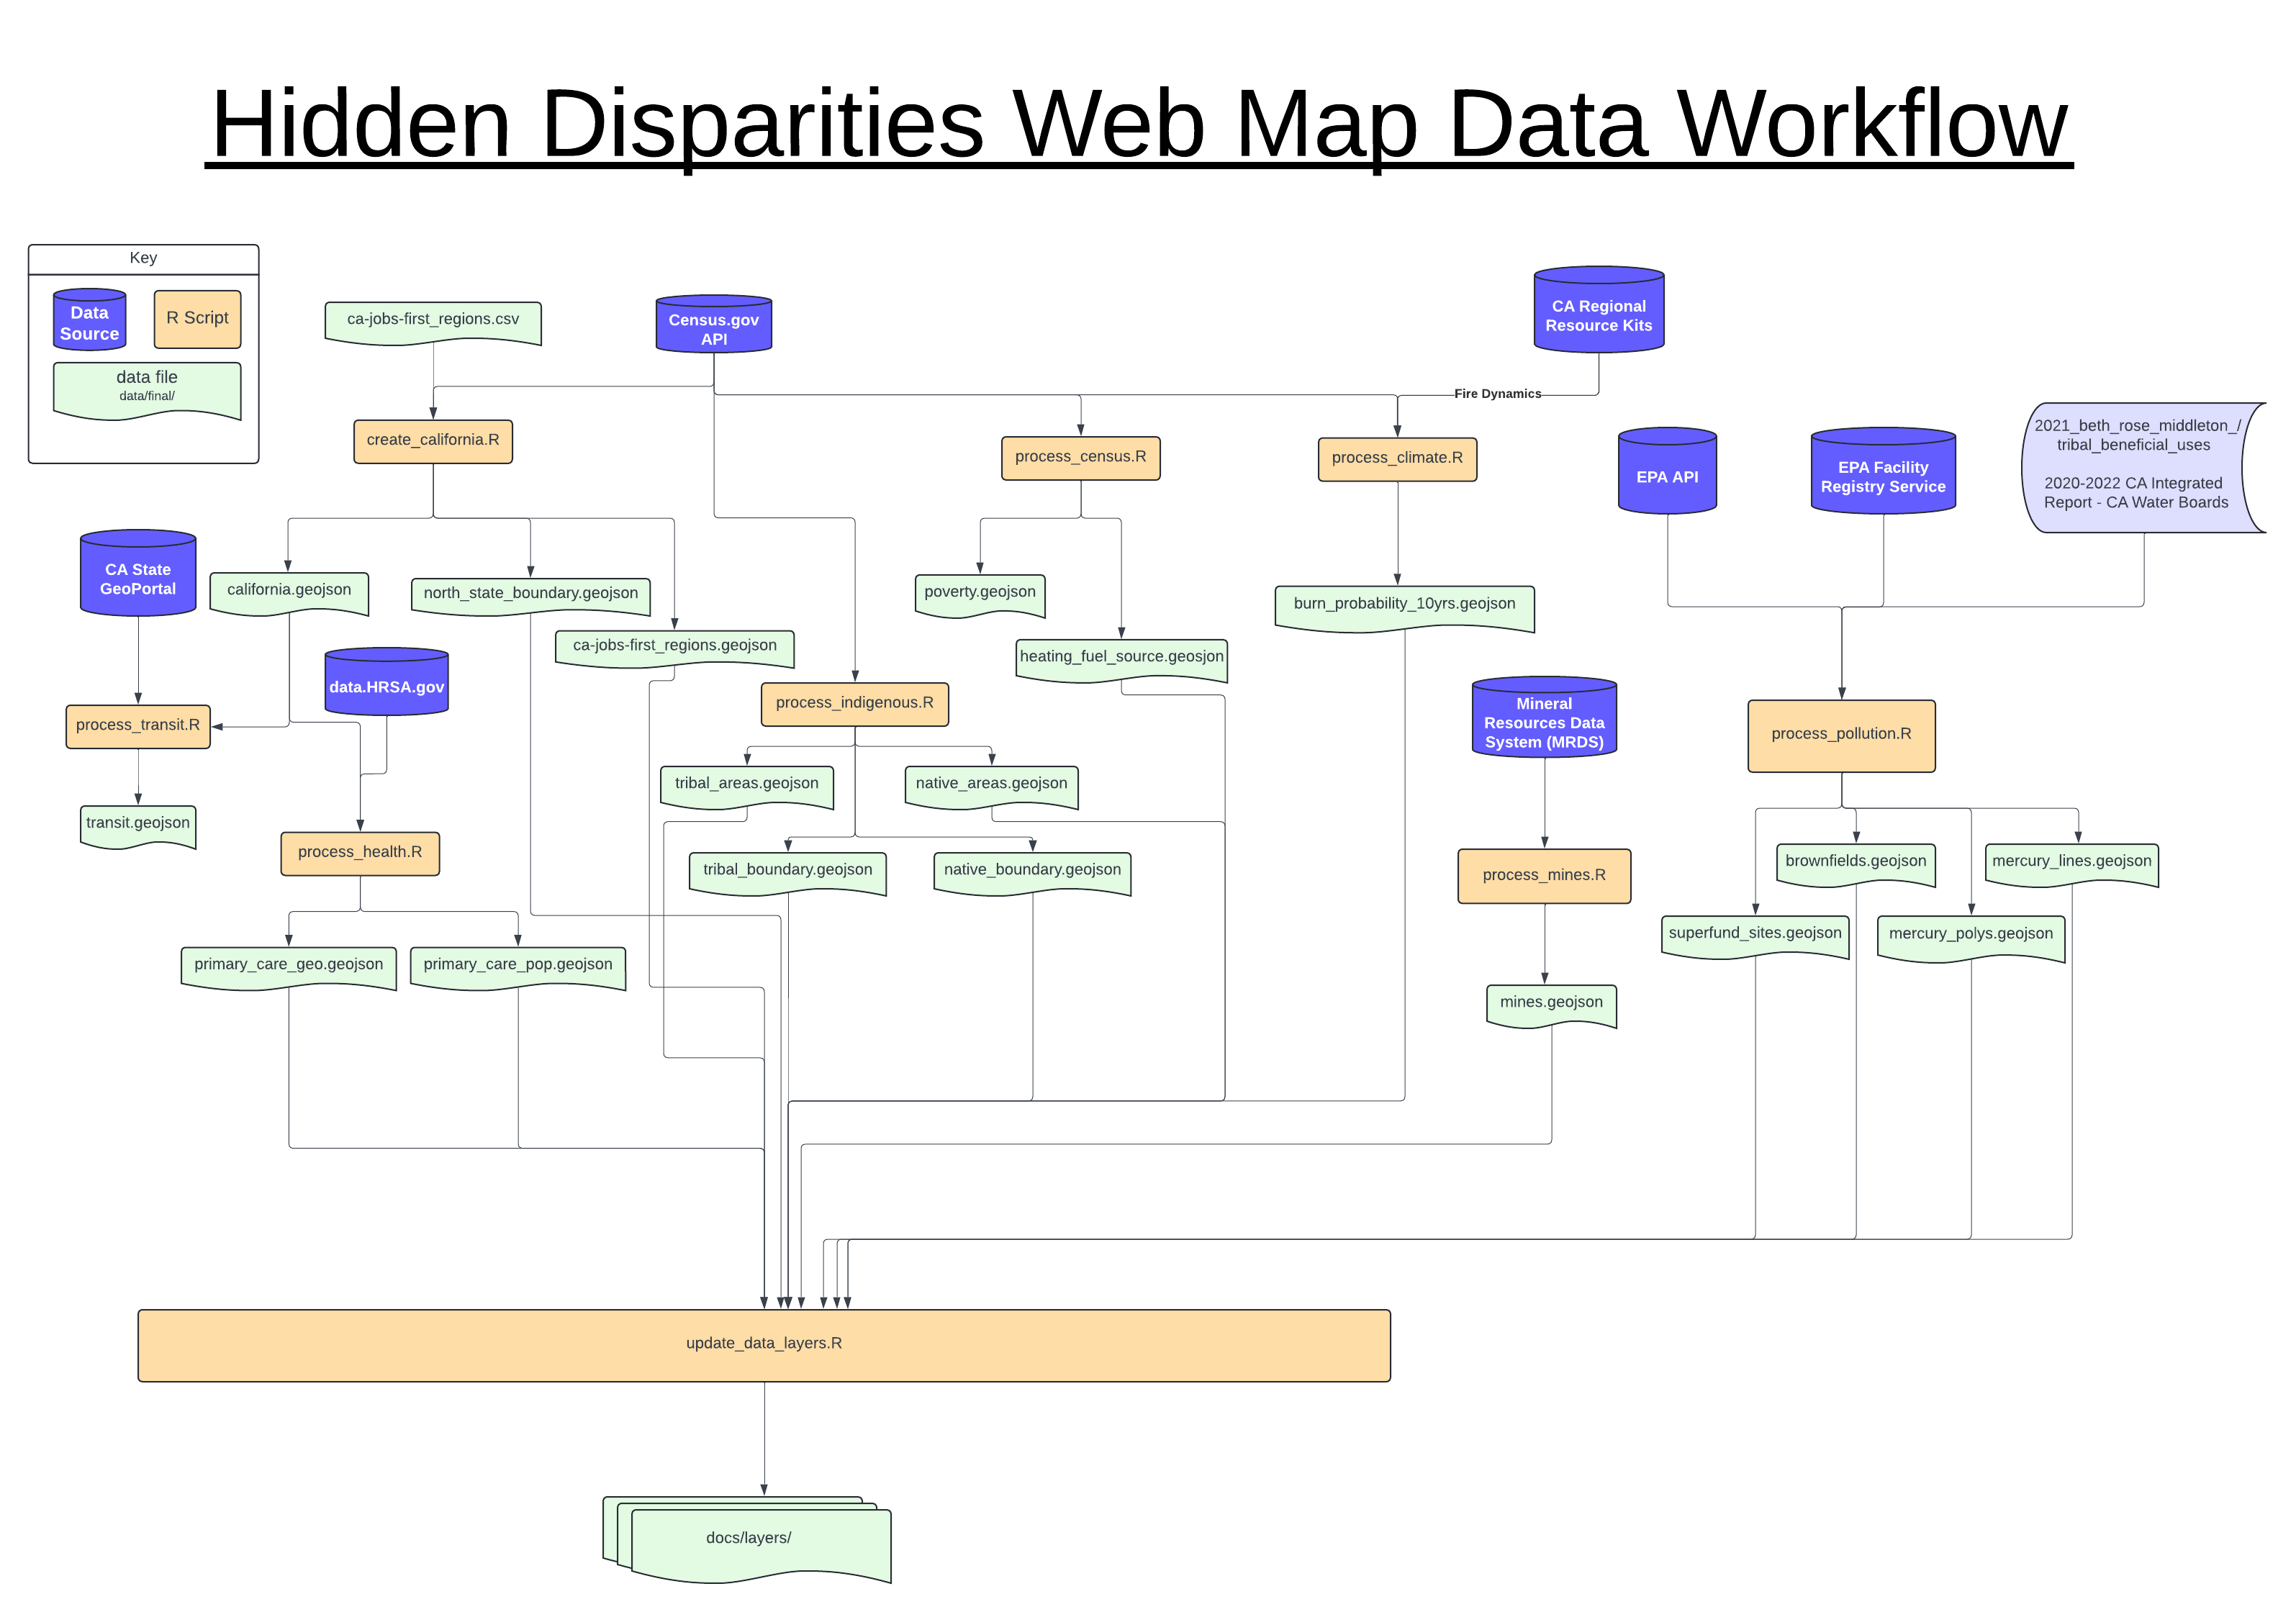 Hidden Disparities Web Map Data Workflow
Key
Data
Source
R Script
data file
data/final/
ca-jobs-first_regions.csv
Census.gov
API
CA Regional
Resource Kits
Fire Dynamics
create_california.R
process_census.R
process_climate.R
EPA API
EPA Facility
Registry Service
2021_beth_rose_middleton_/
tribal_beneficial_uses
2020-2022 CA Integrated
Report - CA Water Boards
CA State
GeoPortal
california.geojson
north_state_boundary.geojson
ca-jobs-first_regions.geojson
poverty.geojson
heating_fuel_source.geosjon
burn_probability_10yrs.geojson
data.HRSA.gov
process_transit.R
process_indigenous.R
Mineral
Resources Data
System (MRDS)
process_pollution.R
tribal_areas.geojson
native_areas.geojson
transit.geojson
process_health.R
tribal_boundary.geojson
native_boundary.geojson
process_mines.R
brownfields.geojson
mercury_lines.geojson
superfund_sites.geojson
mercury_polys.geojson
primary_care_geo.geojson
primary_care_pop.geojson
mines.geojson
update_data_layers.R
docs/layers/